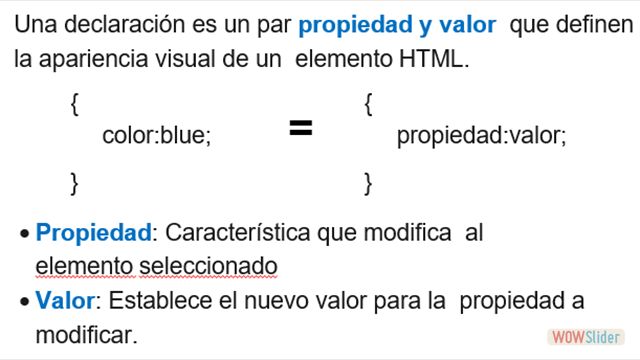 Una declaración es un par propiedad y valor que definen
la apariencia visual de un elemento HTML.
{ = {
color:blue; propiedad:valor;
} }
• Propiedad: Característica que modifica al
elemento seleccionado
• Valor: Establece el nuevo valor para la propiedad a
modificar.
WOWSlider